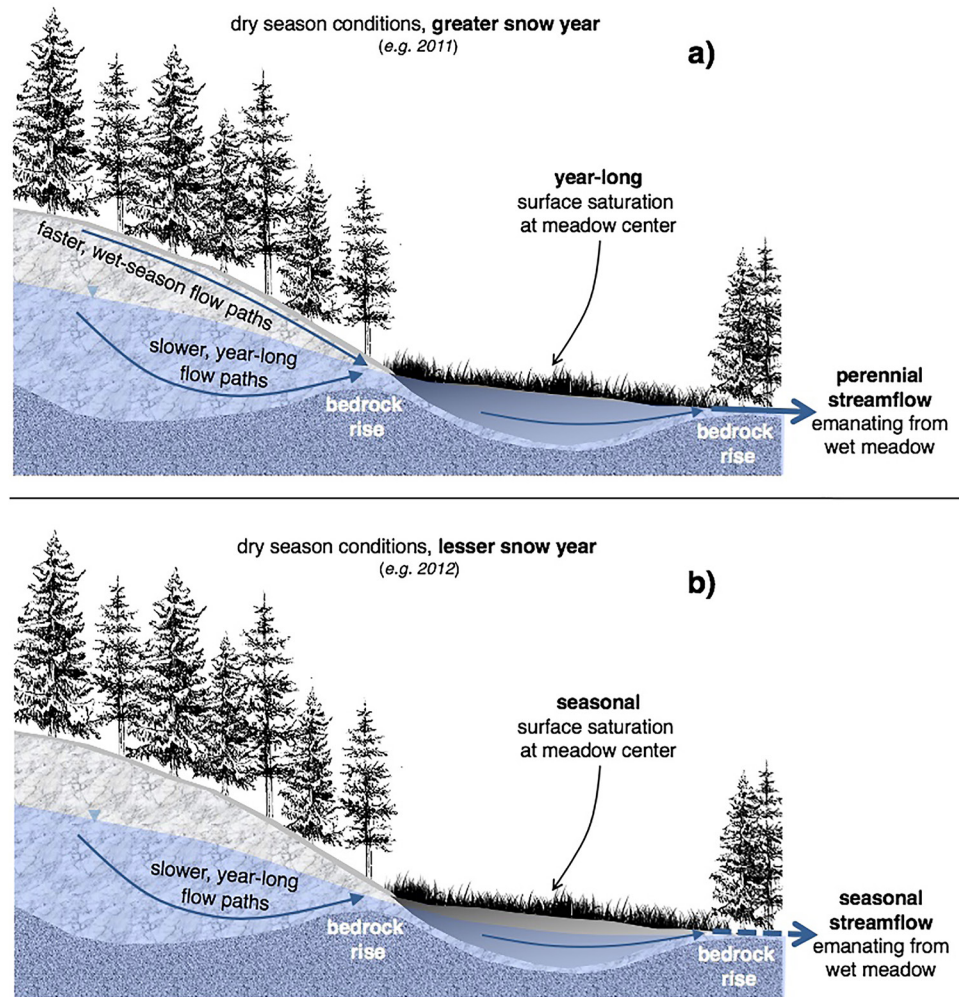 dry season conditions, greater snow year
(e.g. 2011)
a)
year-long
surface saturation
at meadow center
faster, wet-season flow paths
slower, year-long
flow paths
bedrock
rise
bedrock
rise
perennial
streamflow
emanating from
wet meadow
dry season conditions, lesser snow year
(e.g. 2012)
b)
seasonal
surface saturation
at meadow center
slower, year-long
flow paths
bedrock
rise
bedrock
rise
seasonal
streamflow
emanating from
wet meadow